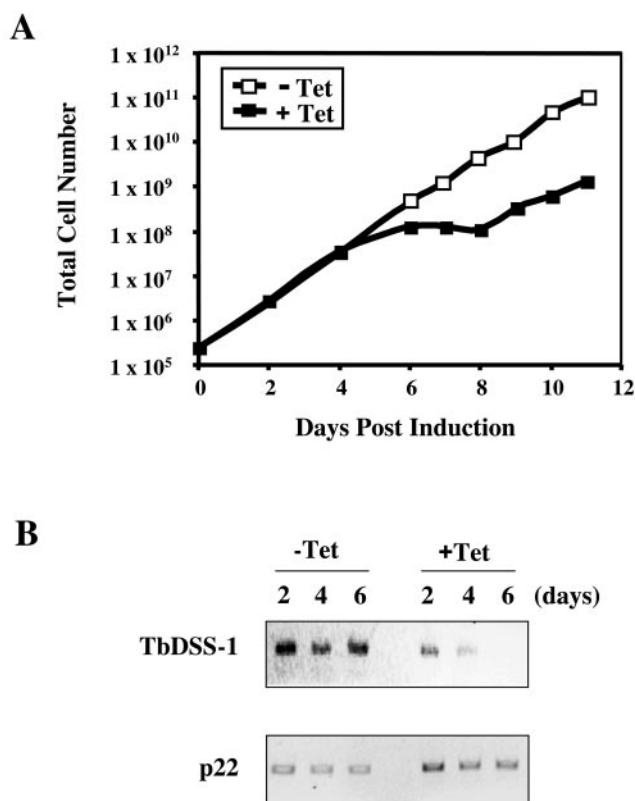 A
1 x 10¹²
1 x 10¹¹
1 x 10¹⁰
1 x 10⁹
1 x 10⁸
1 x 10⁷
1 x 10⁶
1 x 10⁵
Total Cell Number
- Tet
+ Tet
0 2 4 6 8 10 12
Days Post Induction
B
-Tet +Tet
2 4 6 2 4 6 (days)
TbDSS-1
p22